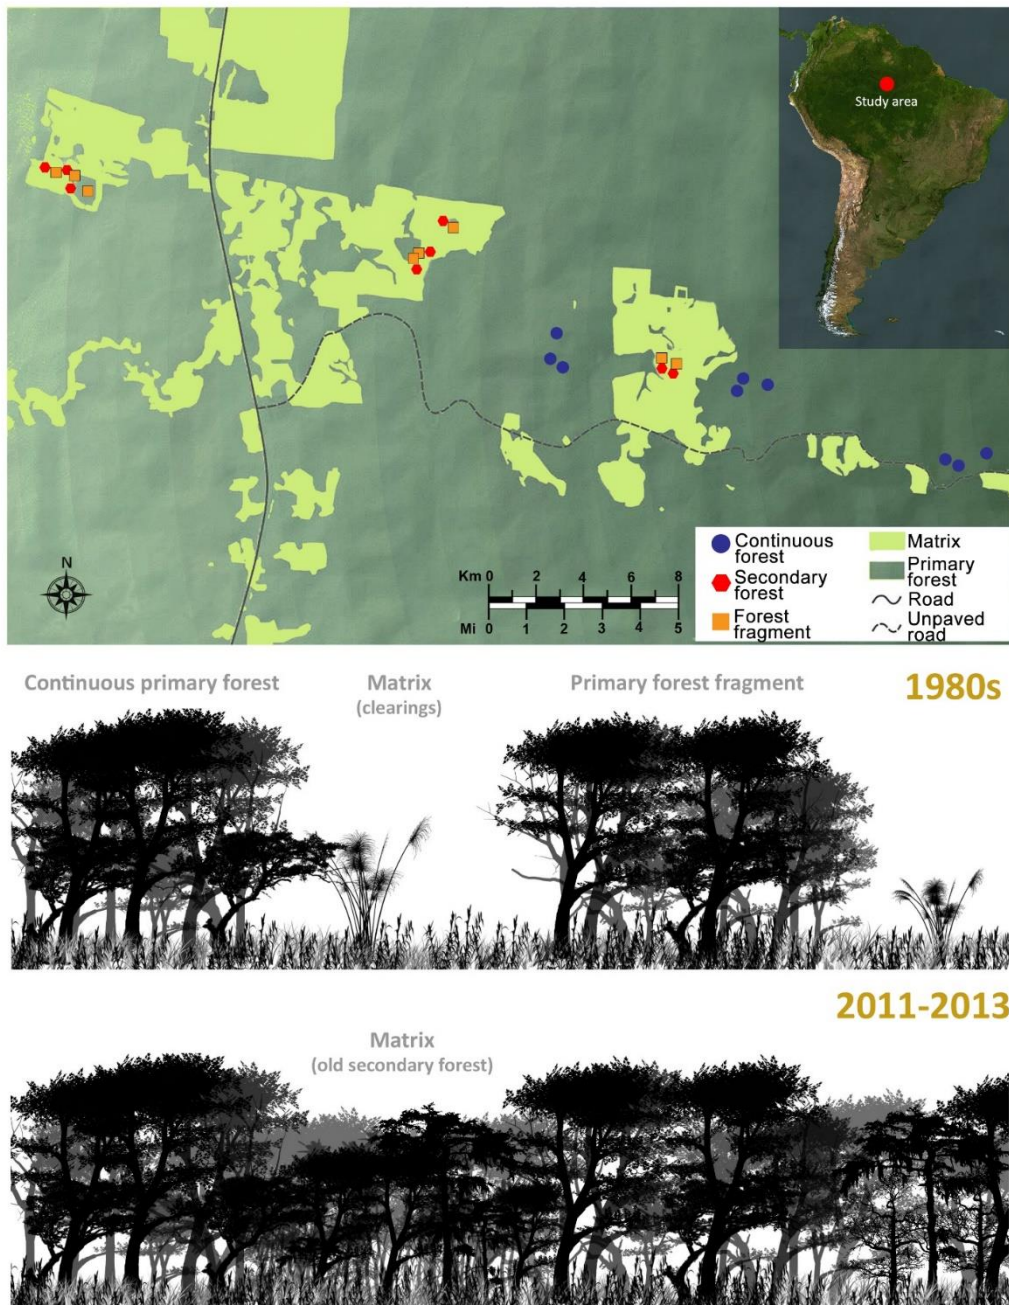 Study area
N
Km 0 2 4 6 8
Mi 0 1 2 3 4 5
Continuous
forest
Secondary
forest
Forest
fragment
Matrix
Primary
forest
Road
Unpaved
road
Continuous primary forest
Matrix
(clearings)
Primary forest fragment
1980s
2011-2013
Matrix
(old secondary forest)